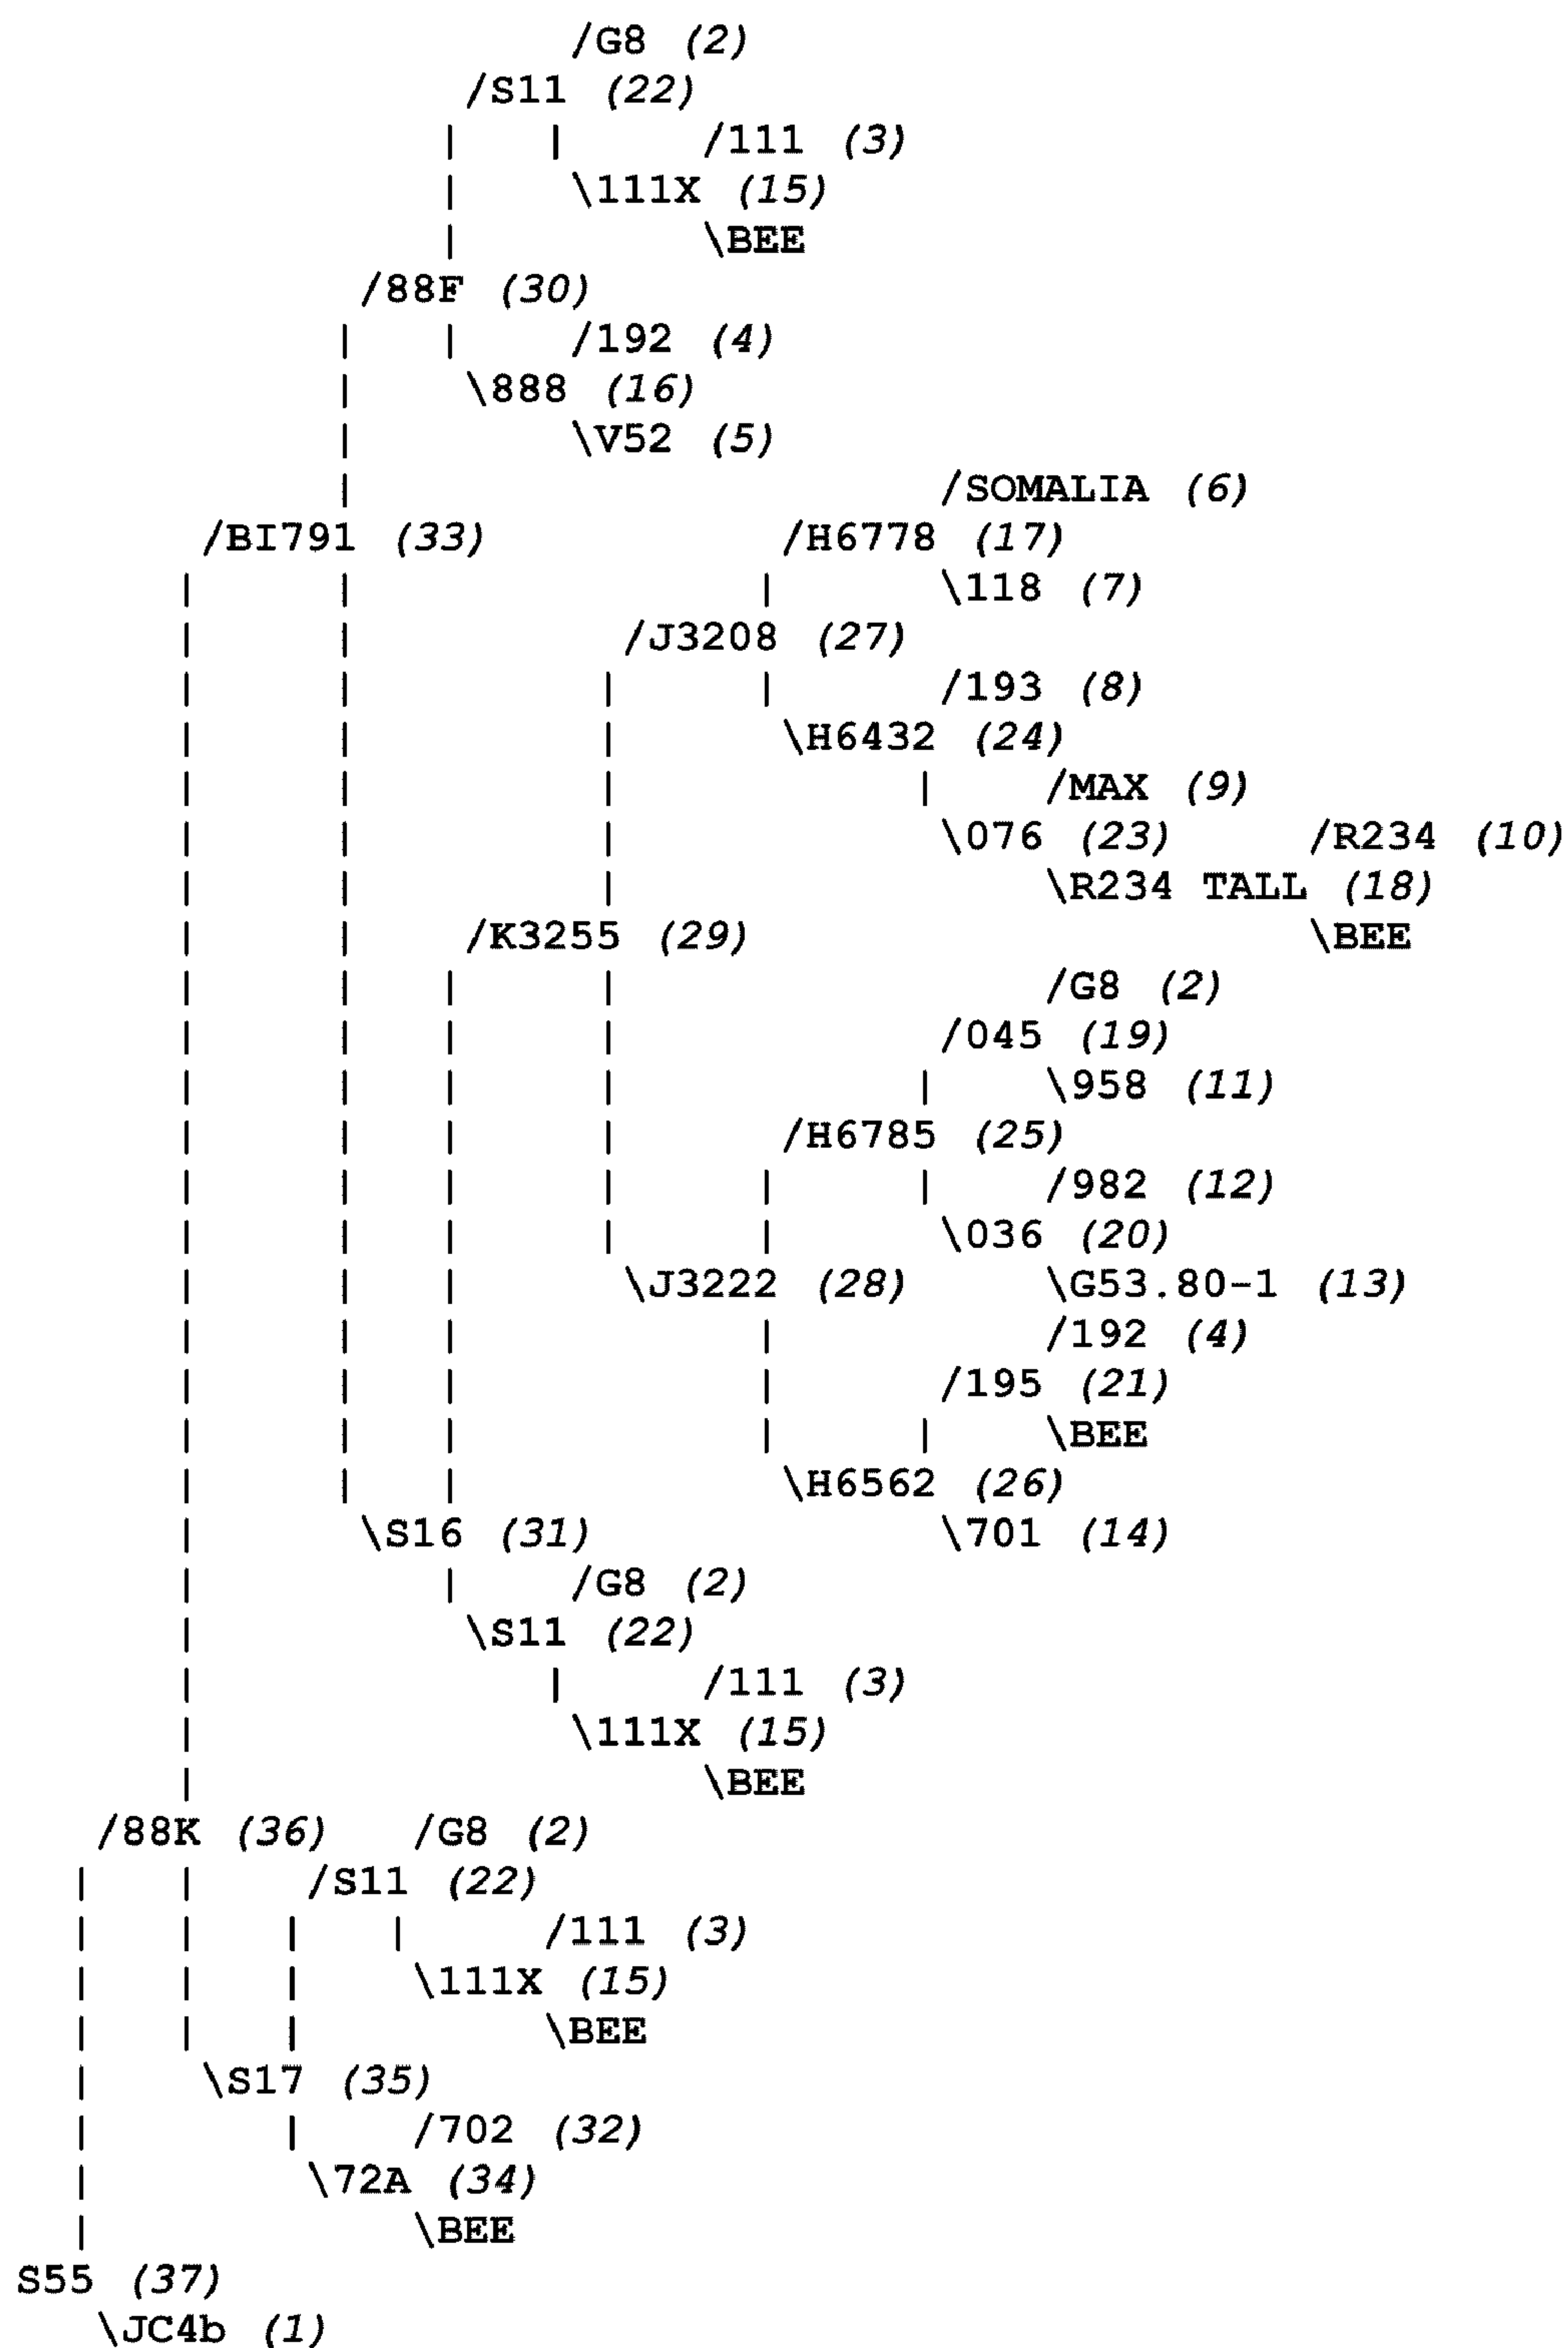 /G8 (2)
/S11 (22)
| | /111 (3)
| \111X (15)
| \BEE
/88F (30)
| | /192 (4)
| \888 (16)
| \V52 (5)
| /SOMALIA (6)
/BI791 (33) /H6778 (17)
| | | \118 (7)
| | /J3208 (27)
| | | | /193 (8)
| | | \H6432 (24)
| | | | /MAX (9)
| | | \076 (23) /R234 (10)
| | | \R234 TALL (18)
| | /K3255 (29) \BEE
| | | | /G8 (2)
| | | | /045 (19)
| | | | | \958 (11)
| | | | /H6785 (25)
| | | | | | /982 (12)
| | | | | \036 (20)
| | | \J3222 (28) \G53.80-1 (13)
| | | | /192 (4)
| | | | /195 (21)
| | | | | \BEE
| | | \H6562 (26)
| \S16 (31) \701 (14)
| | /G8 (2)
| \S11 (22)
| | /111 (3)
| \111X (15)
| \BEE
/88K (36) /G8 (2)
| | /S11 (22)
| | | | /111 (3)
| | | \111X (15)
| | | \BEE
| \S17 (35)
| | /702 (32)
| \72A (34)
| \BEE
S55 (37)
\JC4b (1)